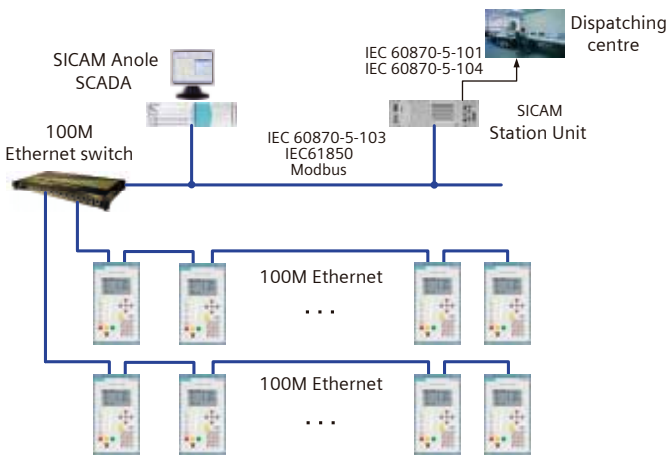 Dispatching
centre
IEC 60870-5-101
IEC 60870-5-104
SICAM Anole
SCADA
SICAM
Station Unit
100M
Ethernet switch
IEC 60870-5-103
IEC61850
Modbus
100M Ethernet
. . .
100M Ethernet
. . .